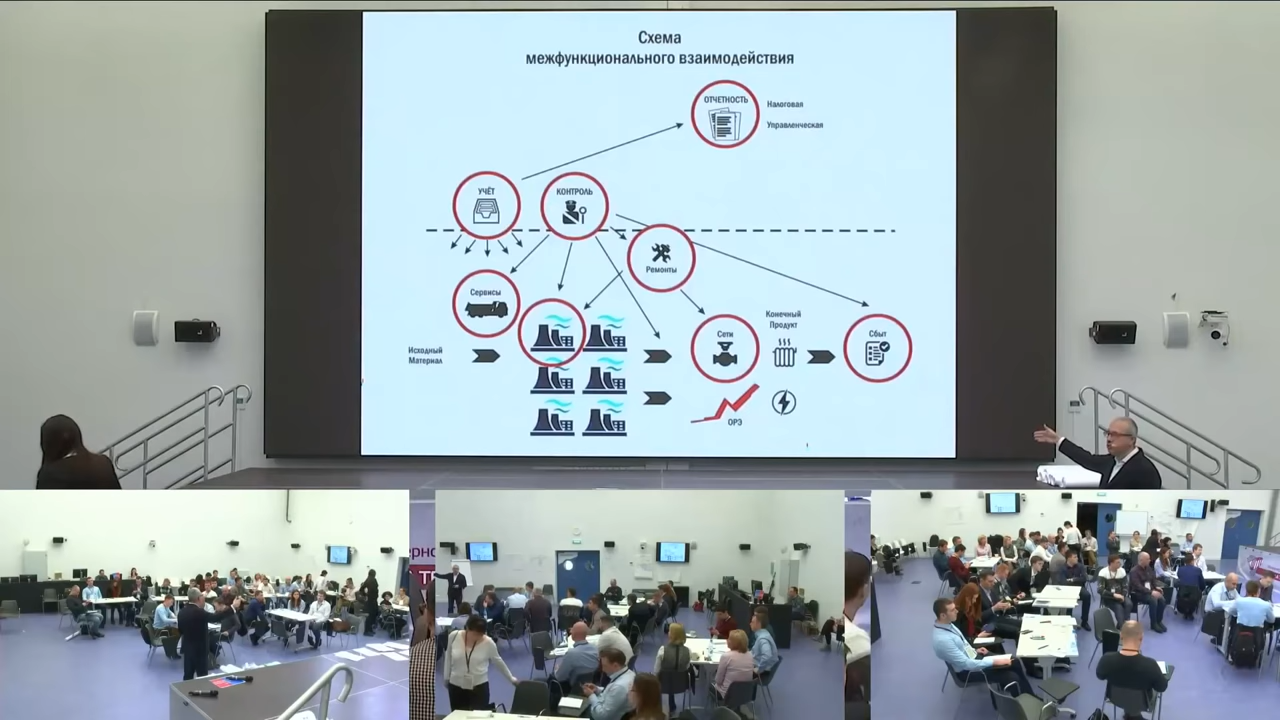 Схема
межфункционального взаимодействия
ОТЧЕТНОСТЬ
Налоговая
Управленческая
УЧЁТ
КОНТРОЛЬ
Ремонты
Сервисы
Исходный
Материал
Сети
Конечный
Продукт
Сбыт
ОРЭ